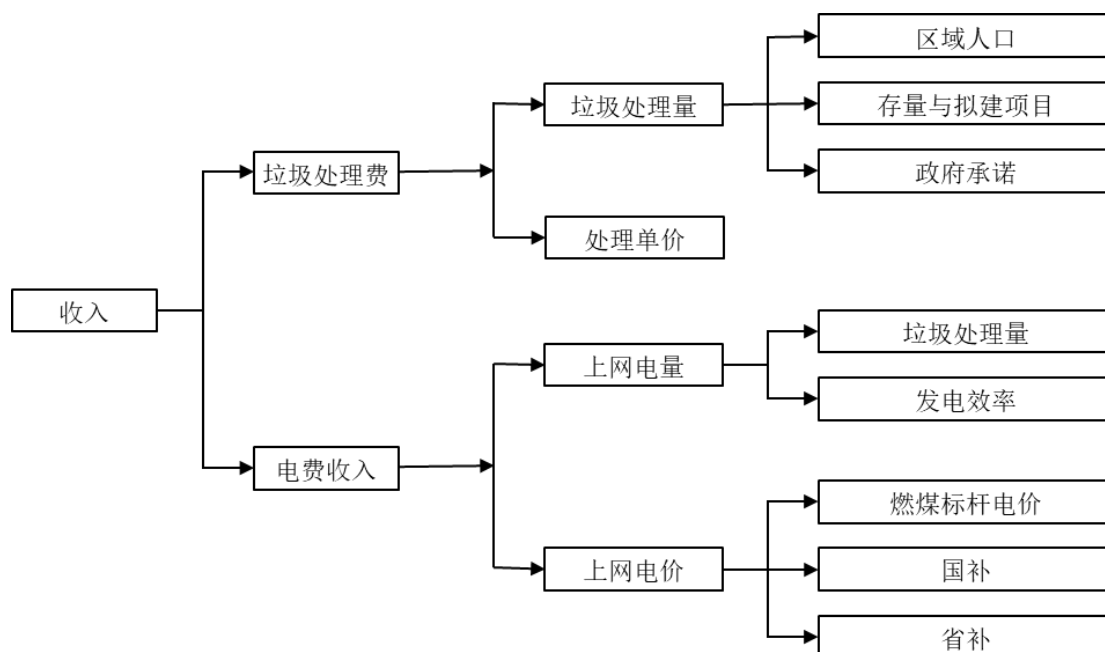 区域人口
垃圾处理量
存量与拟建项目
垃圾处理费
政府承诺
处理单价
收入
垃圾处理量
上网电量
发电效率
电费收入
燃煤标杆电价
上网电价
国补
省补